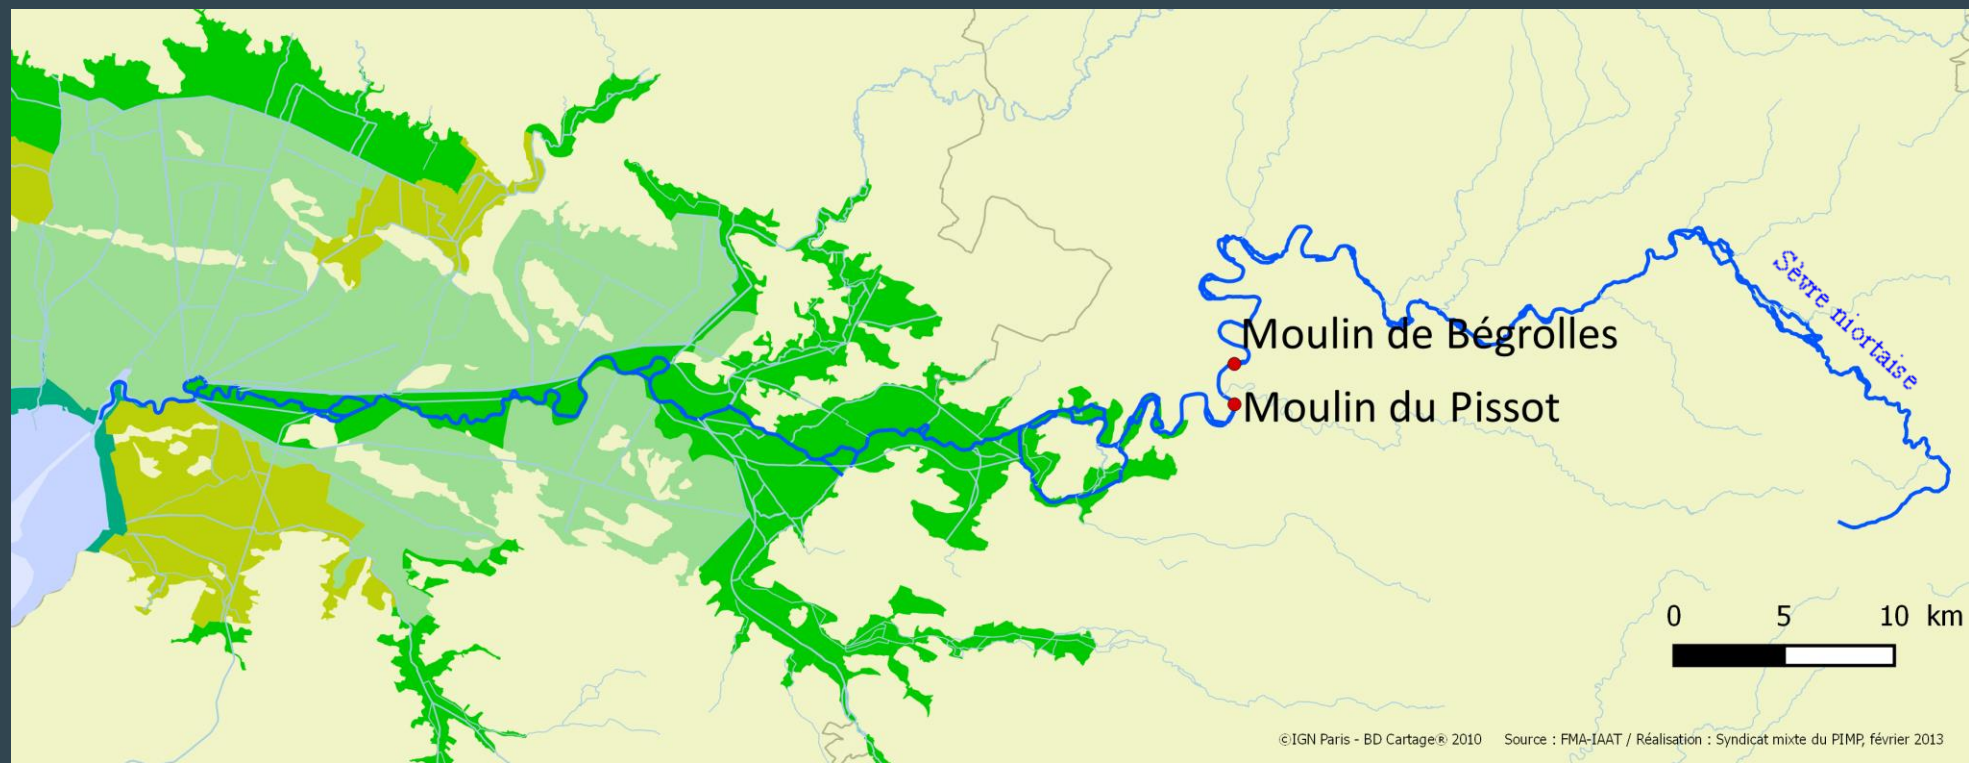 Sèvre niortaise
Moulin de Bégrolles
Moulin du Pissot
0 5 10 km
©IGN Paris - BD Cartage® 2010 Source : FMA-IAAT / Réalisation : Syndicat mixte du PIMP, février 2013